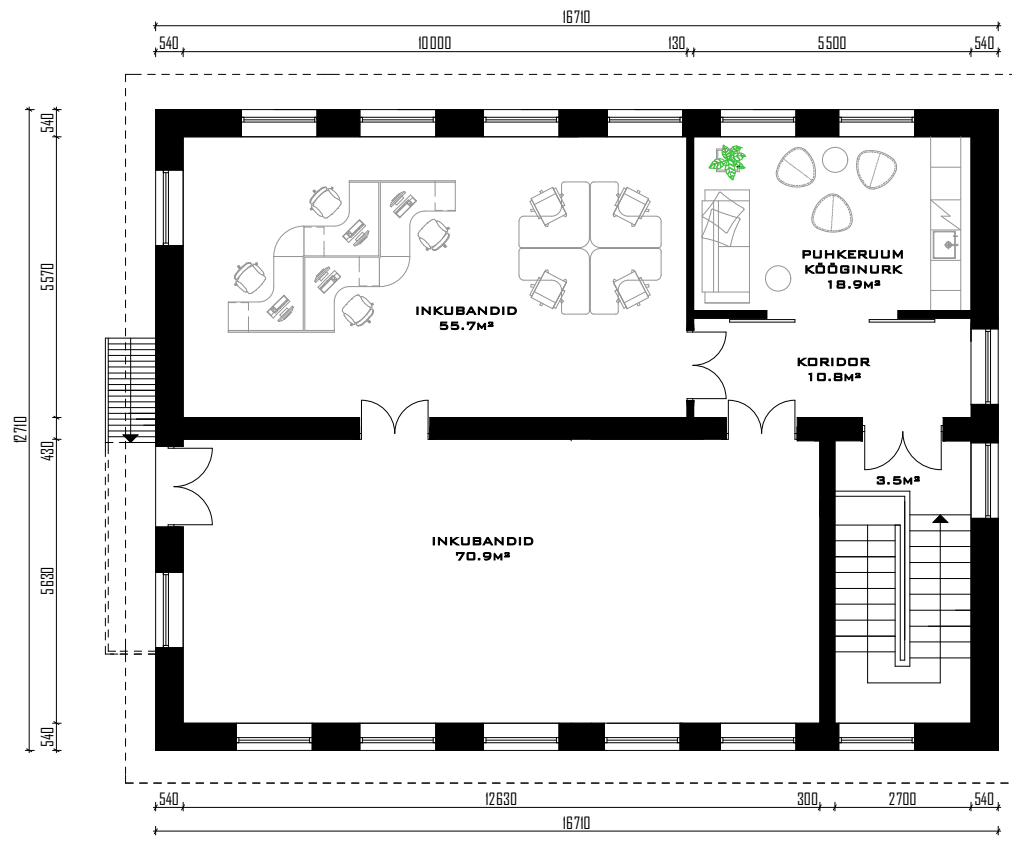 16710
540 10000 130 5500 540
540
PUHKERUUM
KÖÖGINURK
18.9M²
5570
INKUBANDID
55.7M²
KORIDOR
10.8M²
12710
430
3.5M²
INKUBANDID
70.9M²
5630
540
540 12630 300 2700 540
16710